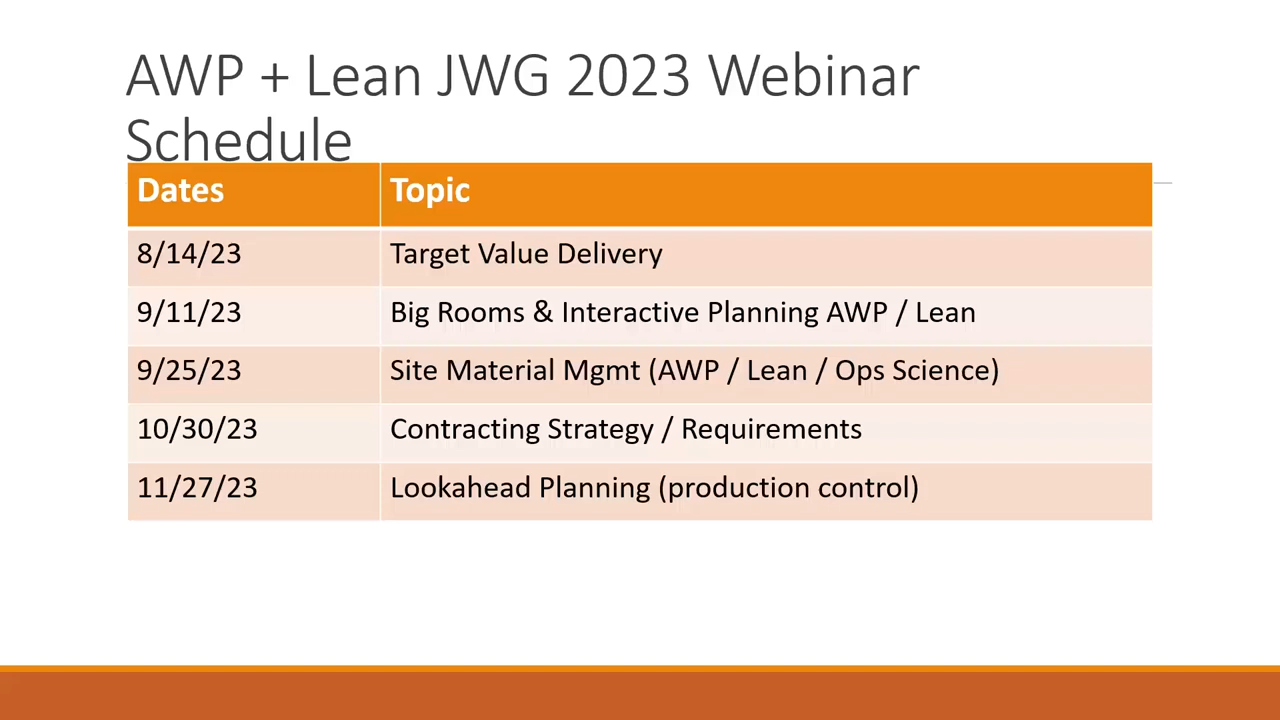 AWP + Lean JWG 2023 Webinar
Schedule
Dates Topic
8/14/23 Target Value Delivery
9/11/23 Big Rooms & Interactive Planning AWP / Lean
9/25/23 Site Material Mgmt (AWP / Lean / Ops Science)
10/30/23 Contracting Strategy / Requirements
11/27/23 Lookahead Planning (production control)